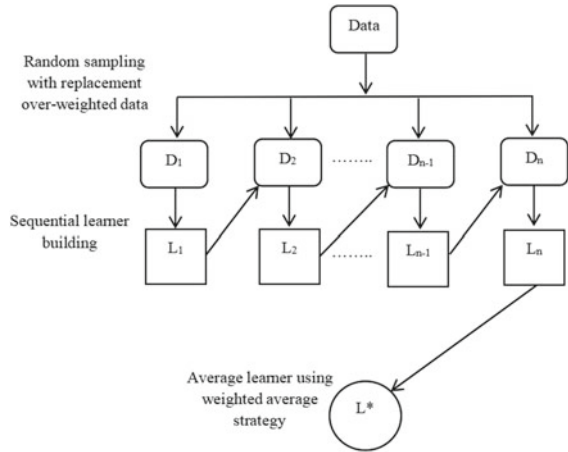 Data
Random sampling
with replacement
over-weighted data
D1
D2
........
Dn-1
Dn
Sequential learner
building
L1
L2
........
Ln-1
Ln
Average learner using
weighted average
strategy
L*